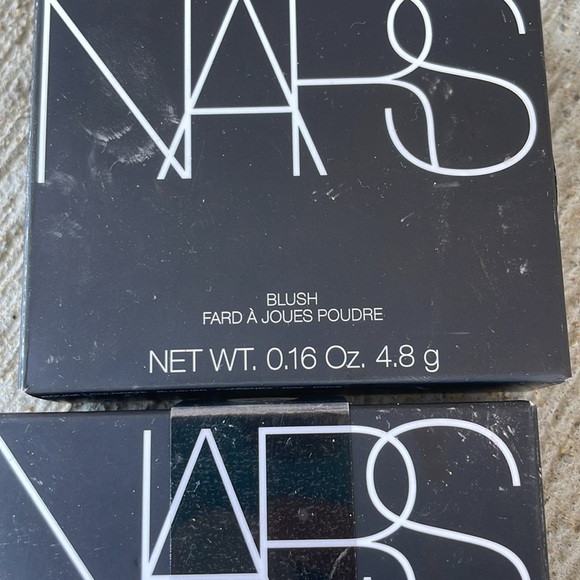 NARS
BLUSH
FARD À JOUES POUDRE
NET WT. 0.16 Oz. 4.8 g
NARS